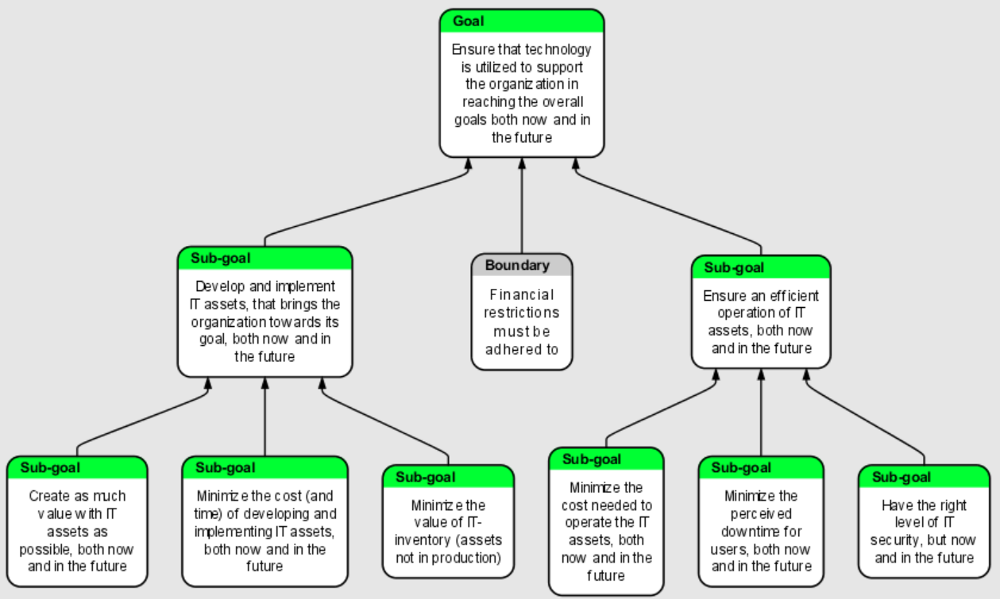 Goal
Ensure that technology
is utilized to support
the organization in
reaching the overall
goals both now and in
the future
Sub-goal
Develop and implement
IT assets, that brings the
organization towards its
goal, both now and in
the future
Boundary
Financial
restrictions
must be
adhered to
Sub-goal
Ensure an efficient
operation of IT
assets, both now
and in the future
Sub-goal
Create as much
value with IT
assets as
possible, both now
and in the future
Sub-goal
Minimize the cost (and
time) of developing and
implementing IT assets,
both now and in the
future
Sub-goal
Minimize the
value of IT-
inventory (assets
not in production)
Sub-goal
Minimize the
cost needed to
operate the IT
assets, both
now and in the
future
Sub-goal
Minimize the
perceived
downtime for
users, both now
and in the future
Sub-goal
Have the right
level of IT
security, but now
and in the future